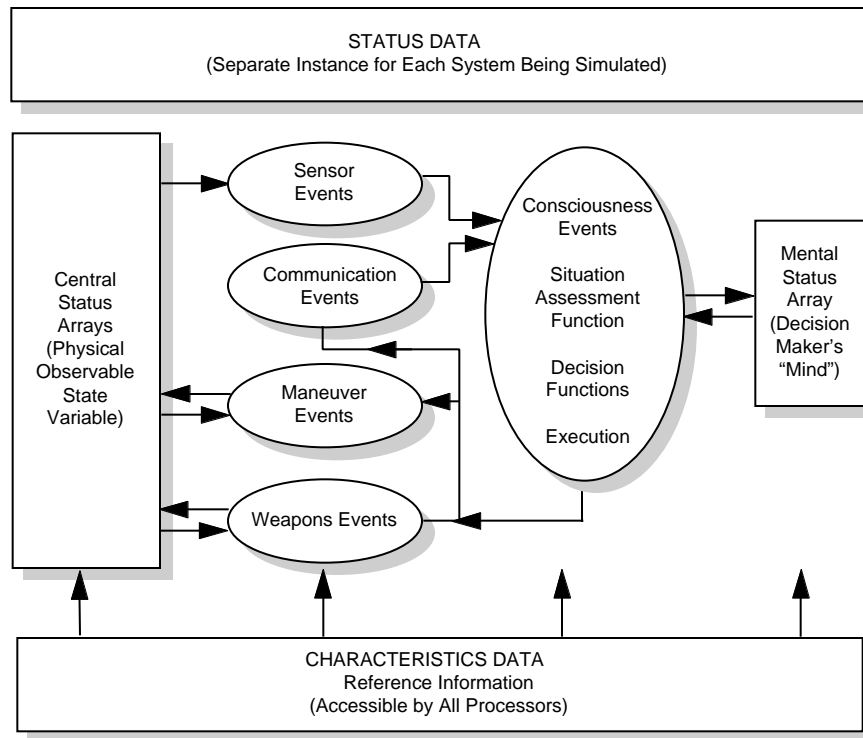 STATUS DATA
(Separate Instance for Each System Being Simulated)
Central
Status
Arrays
(Physical
Observable
State
Variable)
Sensor
Events
Communication
Events
Maneuver
Events
Weapons Events
Consciousness
Events
Situation
Assessment
Function
Decision
Functions
Execution
Mental
Status
Array
(Decision
Maker's
“Mind”)
CHARACTERISTICS DATA
Reference Information
(Accessible by All Processors)